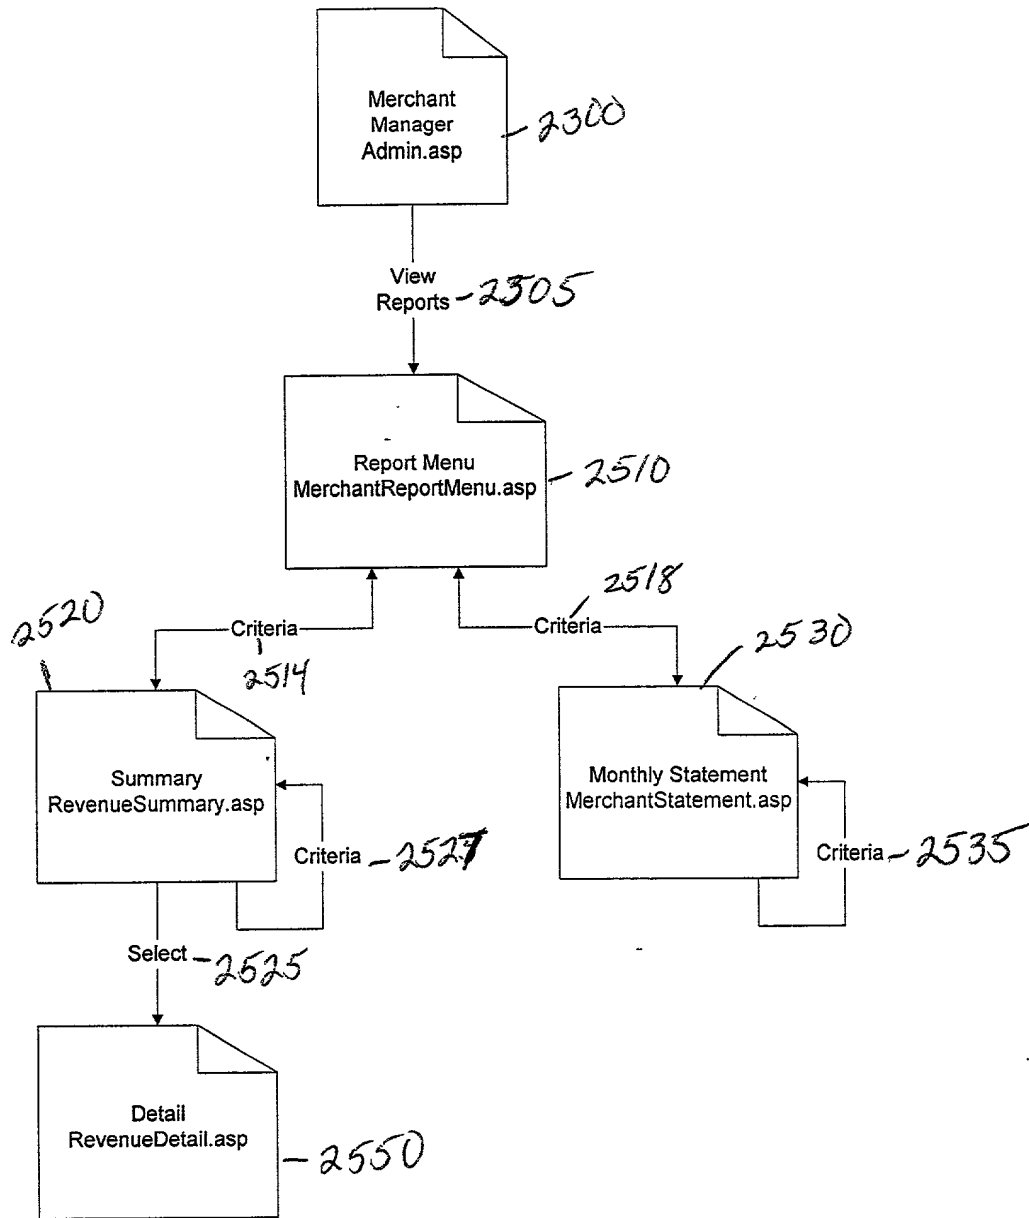 Merchant
Manager
Admin.asp
2300
View
Reports
2305
Report Menu
MerchantReportMenu.asp
2510
2518
Criteria
Criteria
2520
2514
2530
Summary
RevenueSummary.asp
Monthly Statement
MerchantStatement.asp
Criteria
2527
Criteria
2535
Select
2525
Detail
RevenueDetail.asp
2550